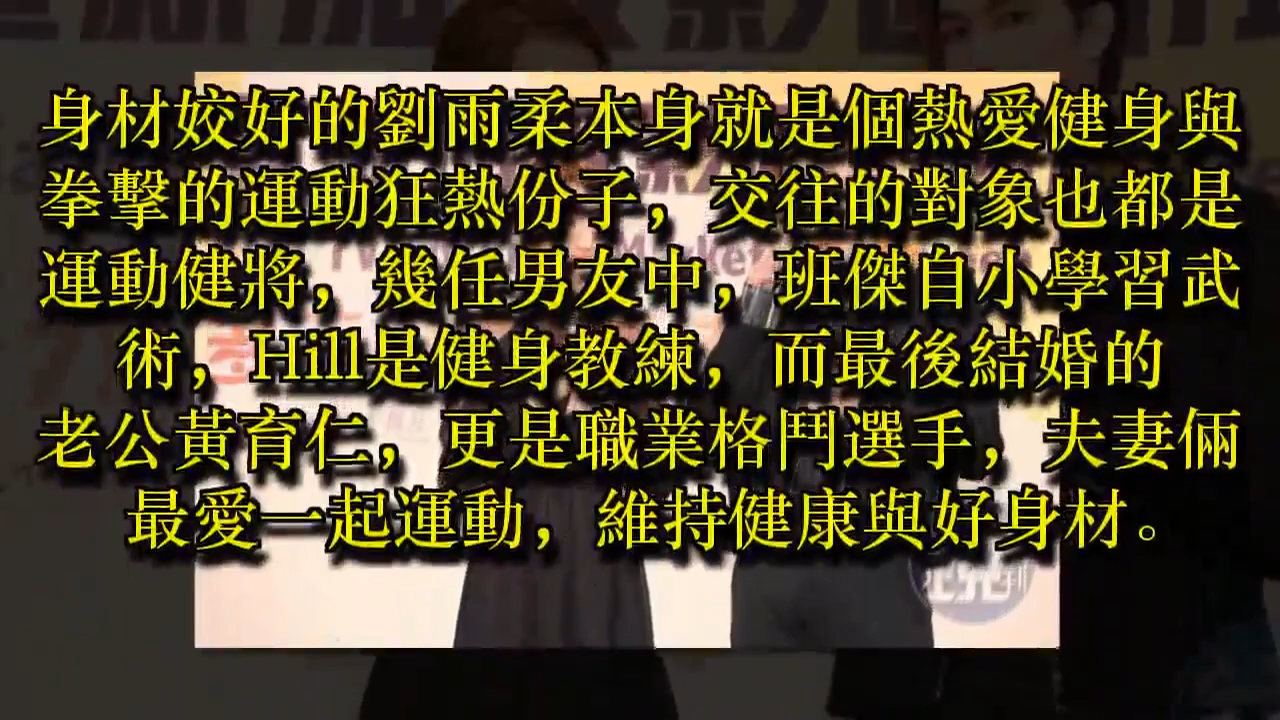 身材姣好的劉雨柔本身就是個熱愛健身與
拳擊的運動狂熱份子，交往的對象也都是
運動健將，幾任男友中，班傑自小學習武
術，Hill是健身教練，而最後結婚的
老公黃育仁，更是職業格鬥選手，夫妻倆
最愛一起運動，維持健康與好身材。